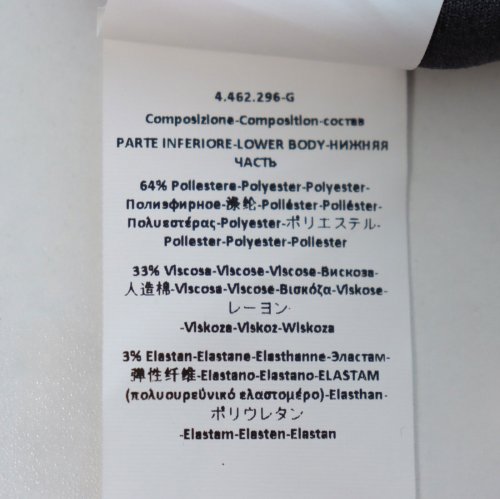 4.462.296-G
Composizione-Composition-состав
PARTE INFERIORE-LOWER BODY-НИЖНЯЯ
ЧАСТЬ
64% Poliestere-Polyester-Polyester-
Полиэфирное-涤纶-Poliéster-Poliéster-
Πολυεστέρας-Polyester-ポリエステル-
Poliester-Polyester-Poliester
33% Viscosa-Viscose-Viscose-Вискоза-
人造棉-Viscosa-Viscose-Βισκόζα-Viskose-
レーヨン
-Viskoza-Viskoz-Wiskoza
3% Elastan-Elastane-Elasthanne-Эластам-
弹性纤维-Elastano-Elastano-ELASTAM
(πολυουρεϋνικό ελαστομέρο)-Elasthan-
ポリウレタン
-Elastam-Elasten-Elastan